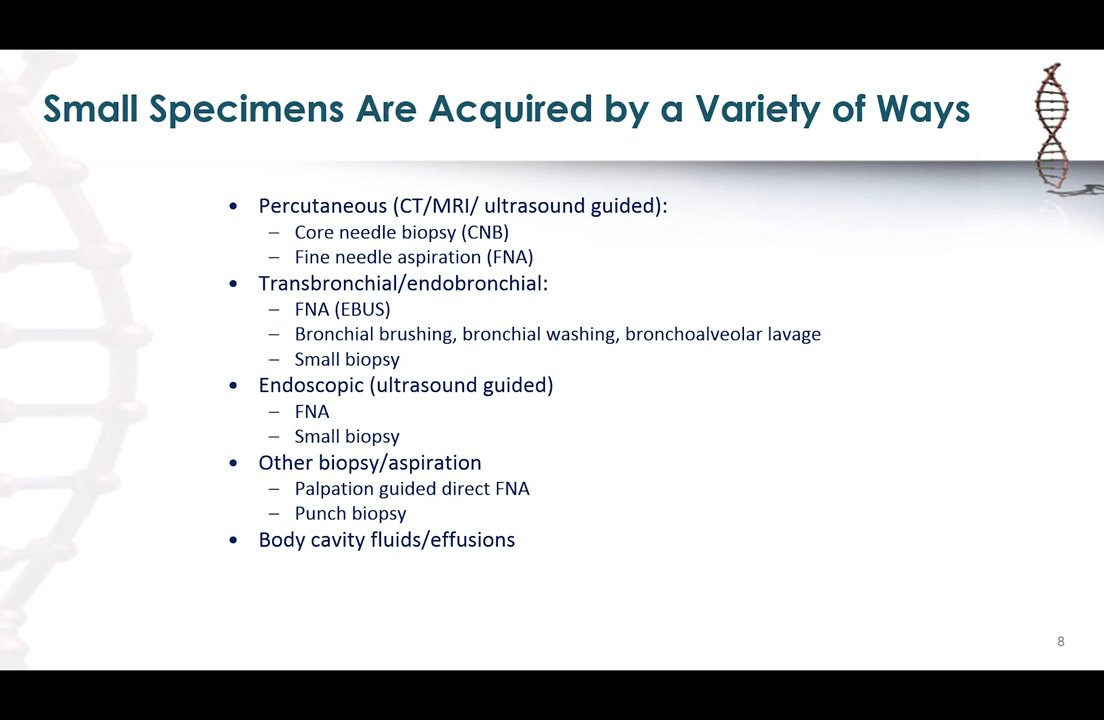 Small Specimens Are Acquired by a Variety of Ways
• Percutaneous (CT/MRI/ ultrasound guided):
– Core needle biopsy (CNB)
– Fine needle aspiration (FNA)
• Transbronchial/endobronchial:
– FNA (EBUS)
– Bronchial brushing, bronchial washing, bronchoalveolar lavage
– Small biopsy
• Endoscopic (ultrasound guided)
– FNA
– Small biopsy
• Other biopsy/aspiration
– Palpation guided direct FNA
– Punch biopsy
• Body cavity fluids/effusions
8